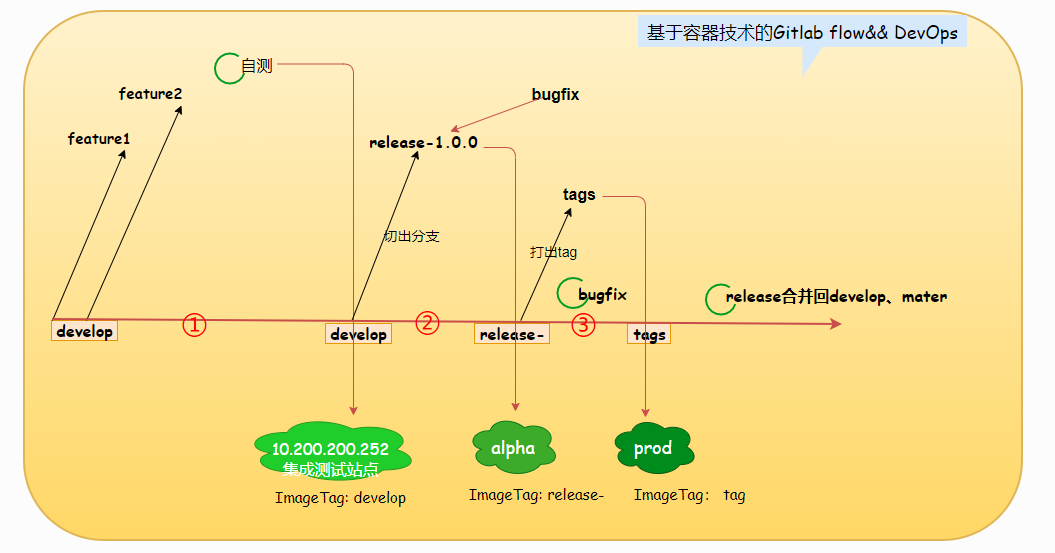 基于容器技术的Gitlab flow&& DevOps
自测
feature2
bugfix
feature1
release-1.0.0
tags
切出分支
打出tag
bugfix
release合并回develop、mater
①
②
③
develop
develop
release-
tags
10.200.200.252
集成测试站点
alpha
prod
ImageTag: develop
ImageTag: release-
ImageTag： tag